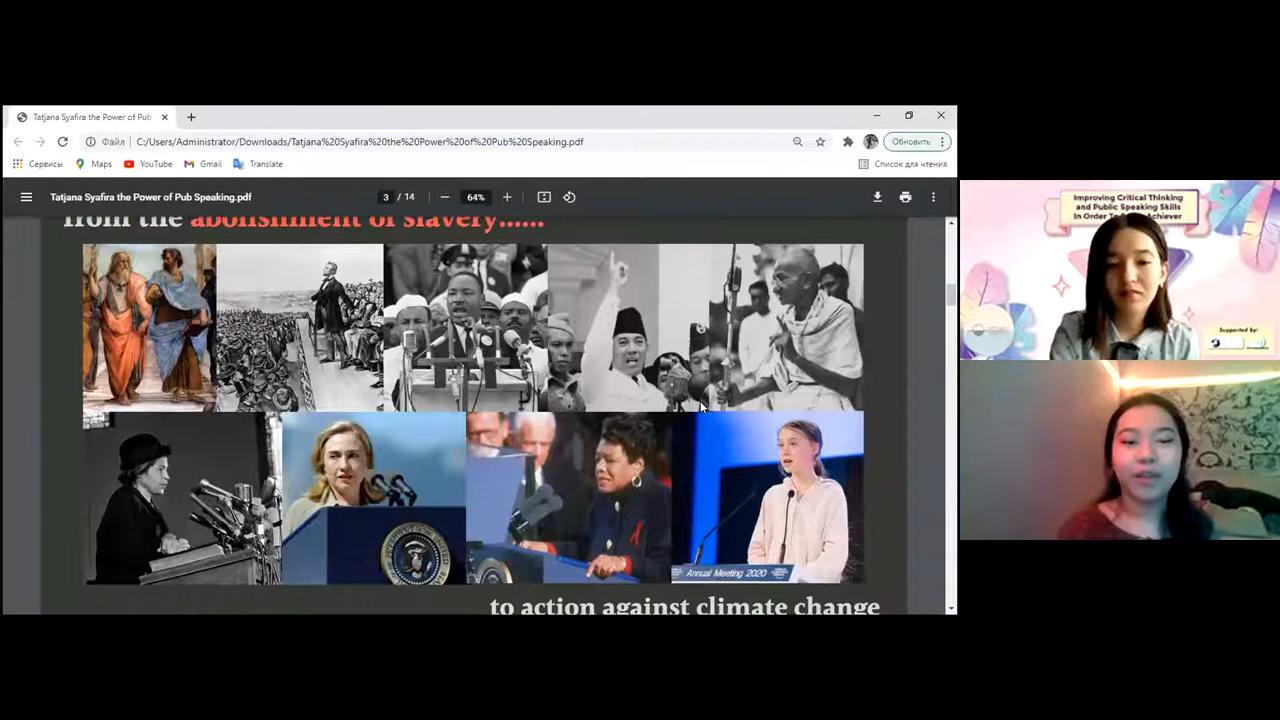 Tatjana Syafira the Power of Pub
Файл
C:/Users/Administrator/Downloads/Tatjana%20Syafira%20the%20Power%20of%20Pub%20Speaking.pdf
Обновить
Сервисы
Maps
YouTube
Gmail
Translate
Список для чтения
Tatjana Syafira the Power of Pub Speaking.pdf
3 / 14
64%
from the abolishment of slavery......
Annual Meeting 2020
to action against climate change
Improving Critical Thinking
and Public Speaking Skills
In Order To Achiever
Supported by: